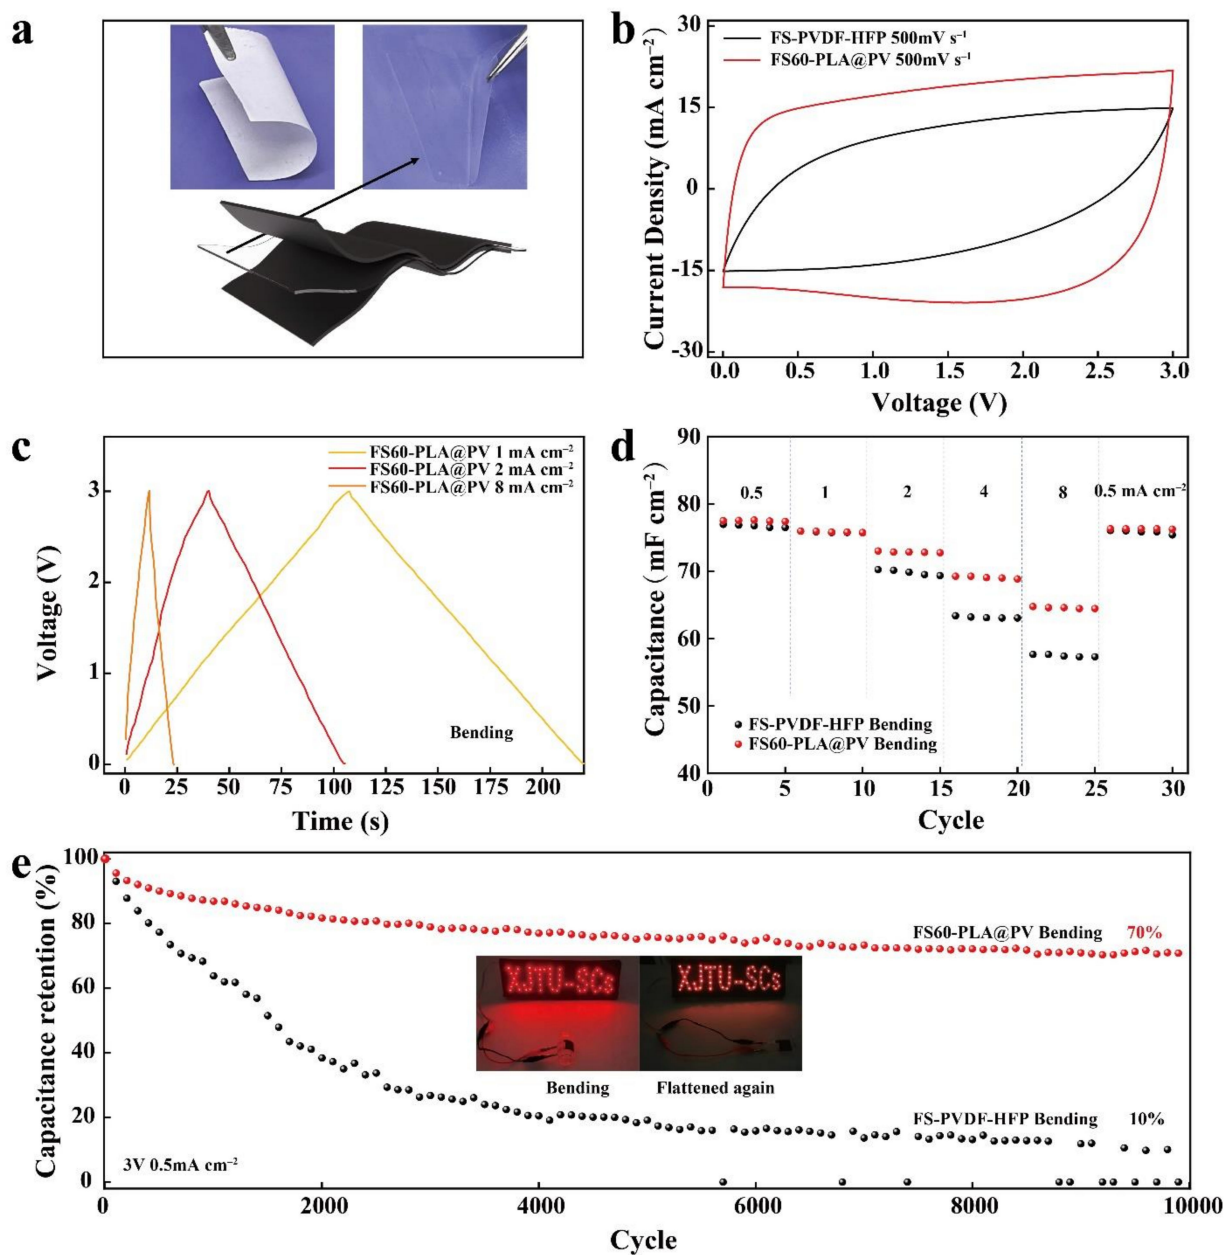 a
b
30
15
0
-15
-30
Current Density (mA cm⁻²)
FS-PVDF-HFP 500mV s⁻¹
FS60-PLA@PV 500mV s⁻¹
0.0 0.5 1.0 1.5 2.0 2.5 3.0
Voltage (V)
c
3
2
1
0
Voltage (V)
FS60-PLA@PV 1 mA cm⁻²
FS60-PLA@PV 2 mA cm⁻²
FS60-PLA@PV 8 mA cm⁻²
Bending
0 25 50 75 100 125 150 175 200
Time (s)
d
90
80
70
60
50
40
Capacitance ( mF cm⁻²)
0.5 1 2 4 8 0.5 mA cm⁻²
FS-PVDF-HFP Bending
FS60-PLA@PV Bending
0 5 10 15 20 25 30
Cycle
e
100
80
60
40
20
0
Capacitance retention (%)
FS60-PLA@PV Bending 70%
XJTU-SCs XJTU-SCs
Bending Flattened again
FS-PVDF-HFP Bending 10%
3V 0.5mA cm⁻²
0 2000 4000 6000 8000 10000
Cycle